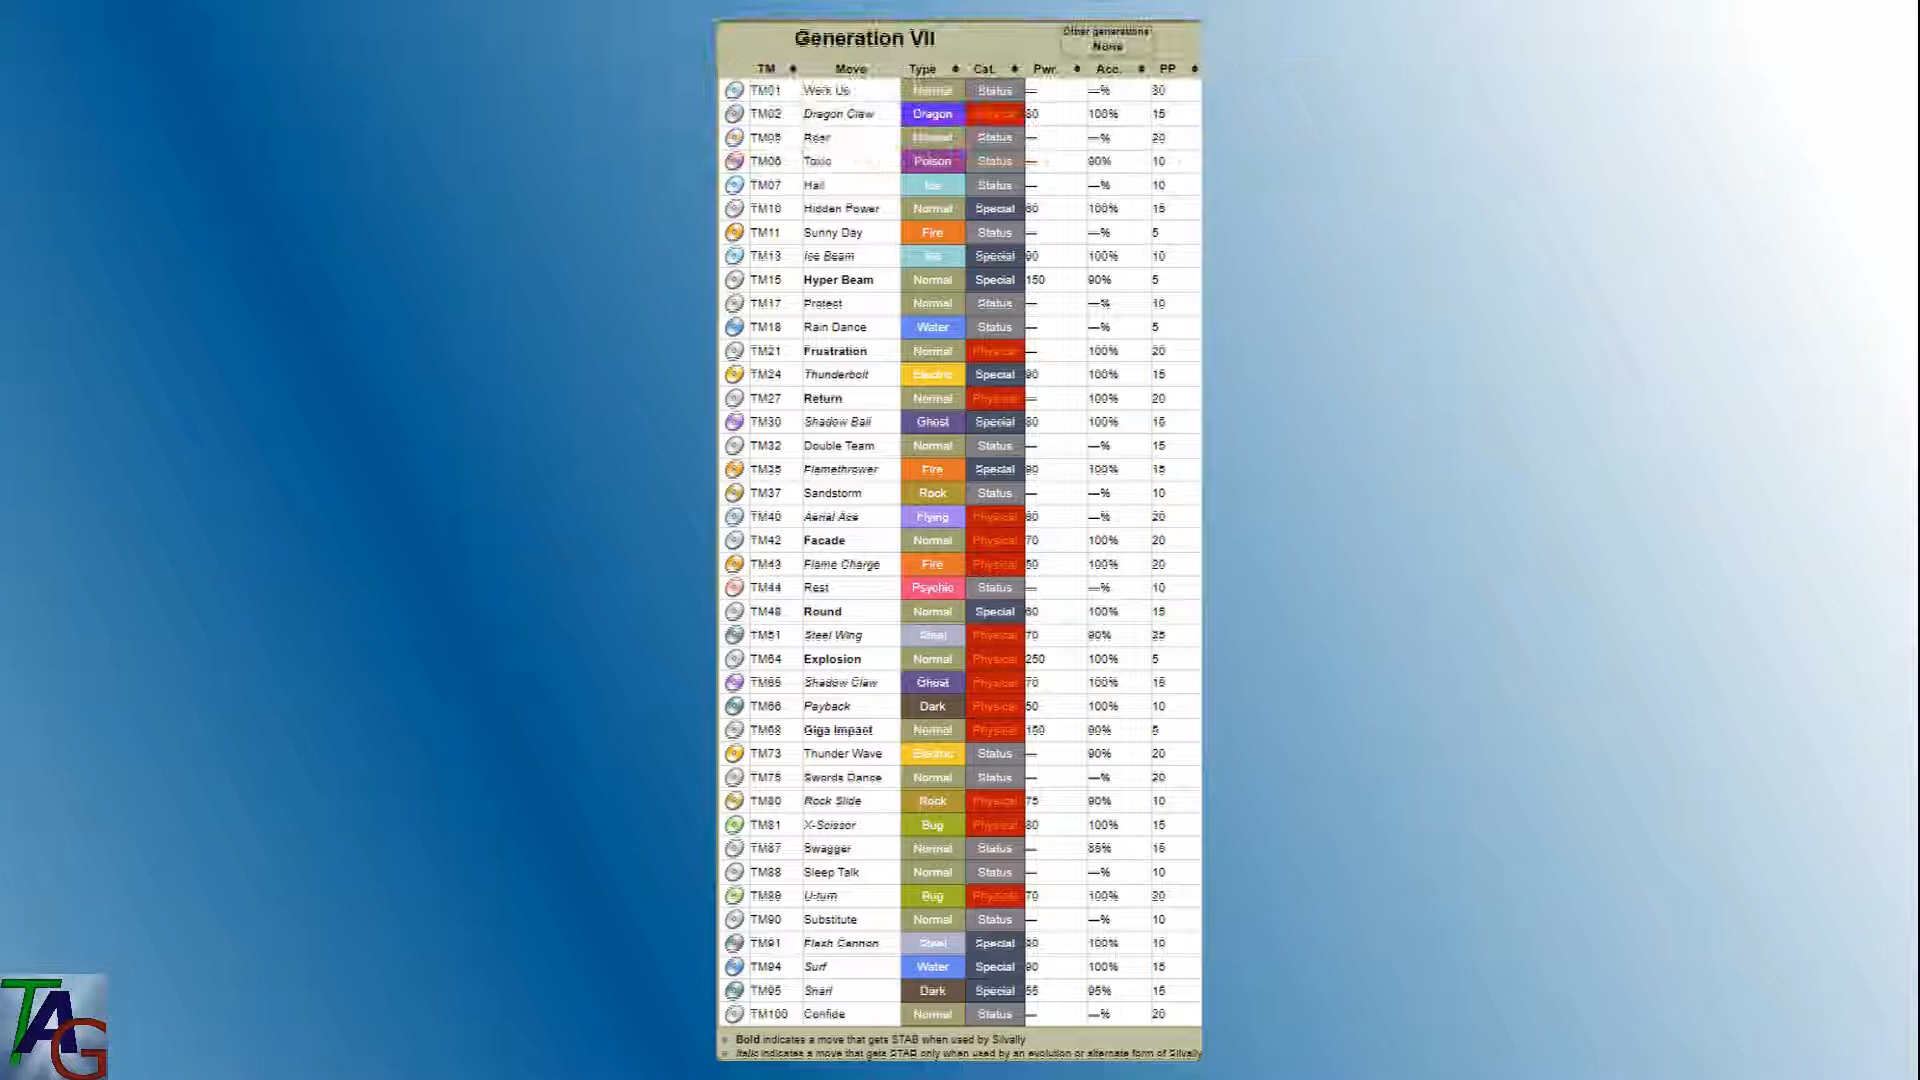 Generation VII
Other generations
None
TM Move Type Cat. Pwr. Acc. PP
TM01 Work Up Normal Status — —% 30
TM02 Dragon Claw Dragon Physical 80 100% 15
TM05 Roar Normal Status — —% 20
TM06 Toxic Poison Status — 90% 10
TM07 Hail Ice Status — —% 10
TM10 Hidden Power Normal Special 60 100% 15
TM11 Sunny Day Fire Status — —% 5
TM13 Ice Beam Ice Special 90 100% 10
TM15 Hyper Beam Normal Special 150 90% 5
TM17 Protect Normal Status — —% 10
TM18 Rain Dance Water Status — —% 5
TM21 Frustration Normal Physical — 100% 20
TM24 Thunderbolt Electric Special 90 100% 15
TM27 Return Normal Physical — 100% 20
TM30 Shadow Ball Ghost Special 80 100% 15
TM32 Double Team Normal Status — —% 15
TM35 Flamethrower Fire Special 90 100% 15
TM37 Sandstorm Rock Status — —% 10
TM40 Aerial Ace Flying Physical 60 —% 20
TM42 Facade Normal Physical 70 100% 20
TM43 Flame Charge Fire Physical 50 100% 20
TM44 Rest Psychic Status — —% 10
TM48 Round Normal Special 60 100% 15
TM51 Steel Wing Steel Physical 70 90% 25
TM64 Explosion Normal Physical 250 100% 5
TM65 Shadow Claw Ghost Physical 70 100% 15
TM66 Payback Dark Physical 50 100% 10
TM68 Giga Impact Normal Physical 150 90% 5
TM73 Thunder Wave Electric Status — 90% 20
TM75 Swords Dance Normal Status — —% 20
TM80 Rock Slide Rock Physical 75 90% 10
TM81 X-Scissor Bug Physical 80 100% 15
TM87 Swagger Normal Status — 85% 15
TM88 Sleep Talk Normal Status — —% 10
TM89 U-turn Bug Physical 70 100% 20
TM90 Substitute Normal Status — —% 10
TM91 Flash Cannon Steel Special 80 100% 10
TM94 Surf Water Special 90 100% 15
TM95 Snarl Dark Special 55 95% 15
TM100 Confide Normal Status — —% 20
Bold indicates a move that gets STAB when used by Silvally
Italic indicates a move that gets STAB only when used by an evolution or alternate form of Silvally
TAG